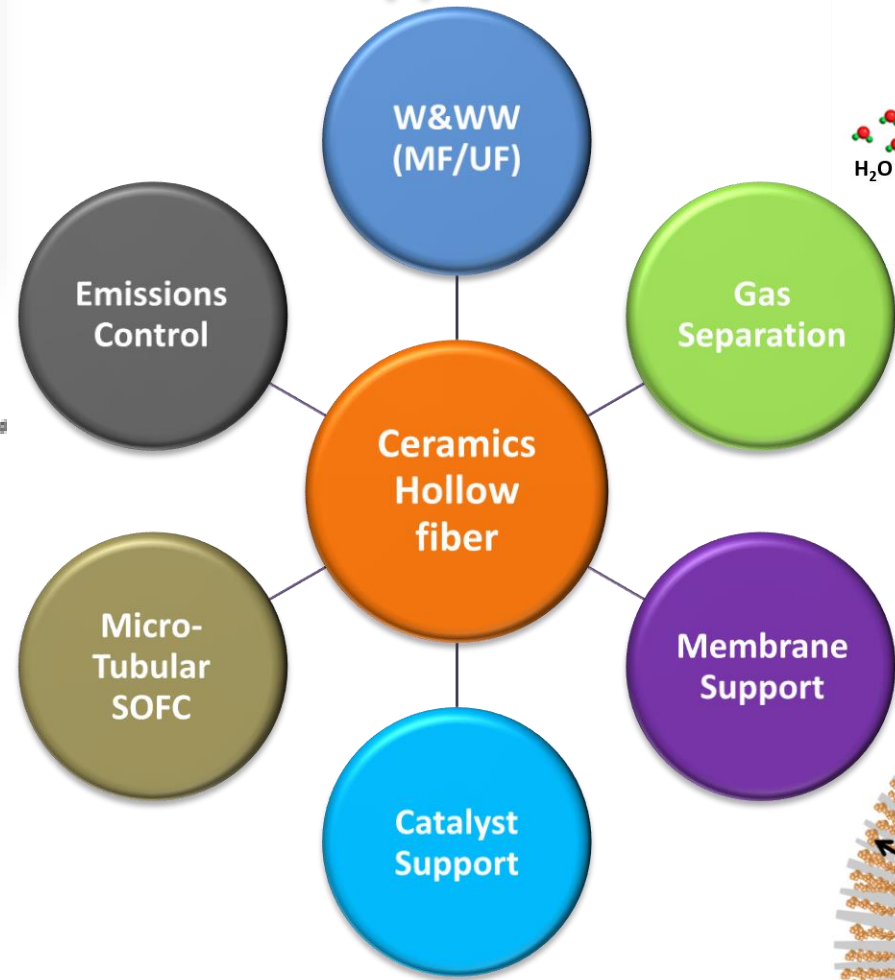 W&WW
(MF/UF)
H₂O
Gas
Separation
Membrane
Support
Catalyst
Support
Micro-
Tubular
SOFC
Emissions
Control
Ceramics
Hollow
fiber